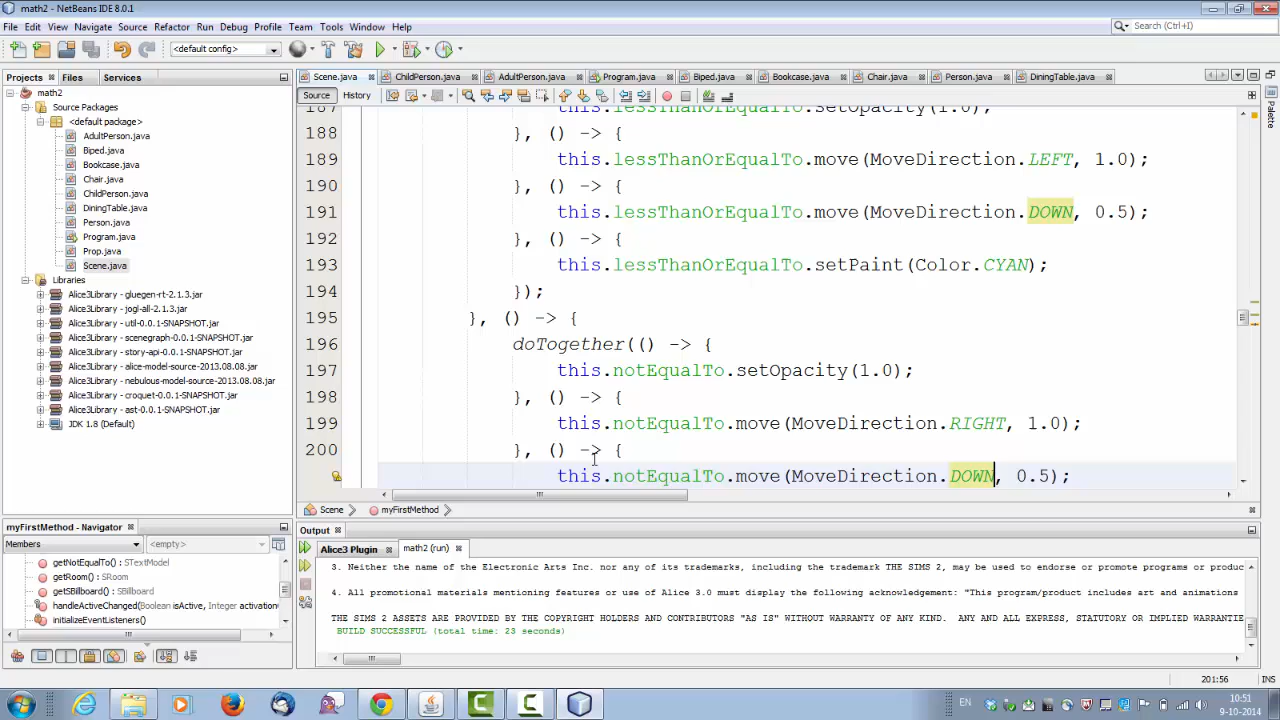 math2 - NetBeans IDE 8.0.1
File Edit View Navigate Source Refactor Run Debug Profile Team Tools Window Help
Search (Ctrl+I)
<default config>
Projects Files Services
Scene.java ChildPerson.java AdultPerson.java Program.java Biped.java Bookcase.java Chair.java Person.java DiningTable.java
Source History
Palette
math2
Source Packages
<default package>
AdultPerson.java
Biped.java
Bookcase.java
Chair.java
ChildPerson.java
DiningTable.java
Person.java
Program.java
Prop.java
Scene.java
Libraries
Alice3Library - gluegen-rt-2.1.3.jar
Alice3Library - jogl-all-2.1.3.jar
Alice3Library - util-0.0.1-SNAPSHOT.jar
Alice3Library - scenegraph-0.0.1-SNAPSHOT.jar
Alice3Library - story-api-0.0.1-SNAPSHOT.jar
Alice3Library - alice-model-source-2013.08.08.jar
Alice3Library - nebulous-model-source-2013.08.08.jar
Alice3Library - croquet-0.0.1-SNAPSHOT.jar
Alice3Library - ast-0.0.1-SNAPSHOT.jar
JDK 1.8 (Default)
187 this.lessThanOrEqualTo.setOpacity(1.0);
188 }, () -> {
189 this.lessThanOrEqualTo.move(MoveDirection.LEFT, 1.0);
190 }, () -> {
191 this.lessThanOrEqualTo.move(MoveDirection.DOWN, 0.5);
192 }, () -> {
193 this.lessThanOrEqualTo.setPaint(Color.CYAN);
194 });
195 }, () -> {
196 doTogether(() -> {
197 this.notEqualTo.setOpacity(1.0);
198 }, () -> {
199 this.notEqualTo.move(MoveDirection.RIGHT, 1.0);
200 }, () -> {
this.notEqualTo.move(MoveDirection.DOWN, 0.5);
Scene myFirstMethod
myFirstMethod - Navigator
Members <empty>
getNotEqualTo() : STextModel
getRoom() : SRoom
getSBillboard() : SBillboard
handleActiveChanged(Boolean isActive, Integer activation
initializeEventListeners()
Output
Alice3 Plugin math2 (run)
3. Neither the name of the Electronic Arts Inc. nor any of its trademarks, including the trademark THE SIMS 2, may be used to endorse or promote programs or produc
4. All promotional materials mentioning features or use of Alice 3.0 must display the following acknowledgement: "This program/product includes art and animations
THE SIMS 2 ASSETS ARE PROVIDED BY THE COPYRIGHT HOLDERS AND CONTRIBUTORS "AS IS" WITHOUT WARRANTY OF ANY KIND. ANY AND ALL EXPRESS, STATUTORY OR IMPLIED WARRANTIE
BUILD SUCCESSFUL (total time: 23 seconds)
201:56 INS
EN
10:51
9-10-2014